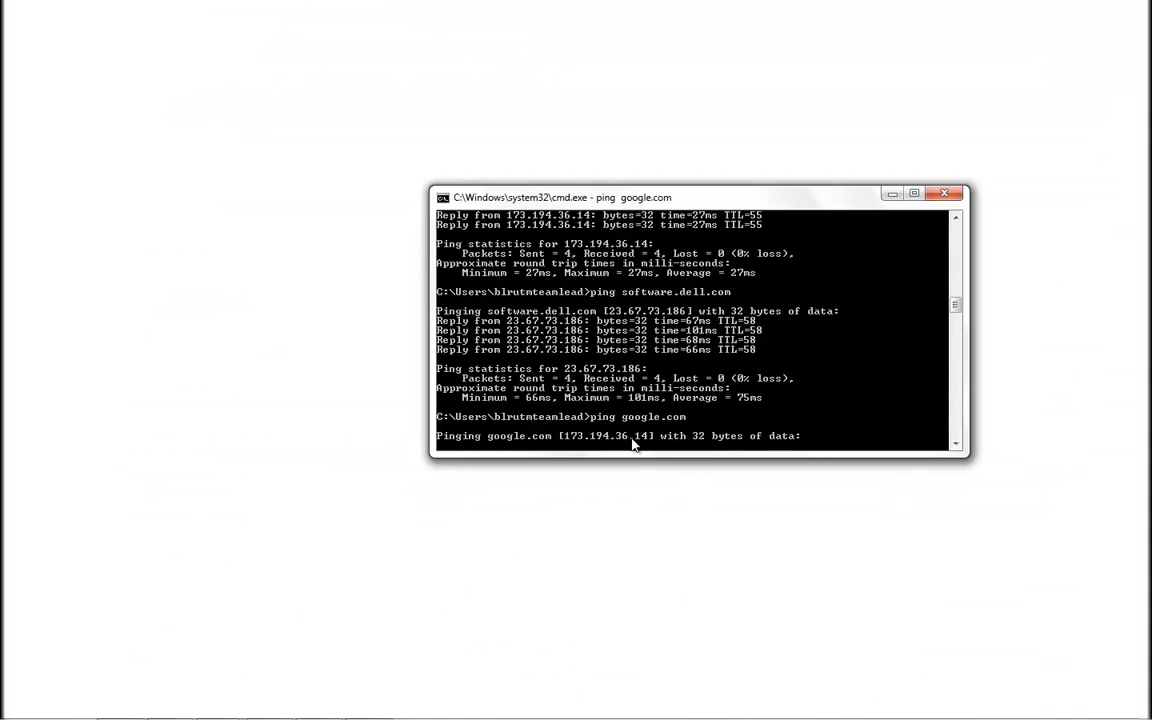 C:\Windows\system32\cmd.exe - ping  google.com
Reply from 173.194.36.14: bytes=32 time=27ms TTL=55
Reply from 173.194.36.14: bytes=32 time=27ms TTL=55
Ping statistics for 173.194.36.14:
Packets: Sent = 4, Received = 4, Lost = 0 (0% loss),
Approximate round trip times in milli-seconds:
Minimum = 27ms, Maximum = 27ms, Average = 27ms
C:\Users\blrutmteamlead>ping software.dell.com
Pinging software.dell.com [23.67.73.186] with 32 bytes of data:
Reply from 23.67.73.186: bytes=32 time=67ms TTL=58
Reply from 23.67.73.186: bytes=32 time=101ms TTL=58
Reply from 23.67.73.186: bytes=32 time=68ms TTL=58
Reply from 23.67.73.186: bytes=32 time=66ms TTL=58
Ping statistics for 23.67.73.186:
Packets: Sent = 4, Received = 4, Lost = 0 (0% loss),
Approximate round trip times in milli-seconds:
Minimum = 66ms, Maximum = 101ms, Average = 75ms
C:\Users\blrutmteamlead>ping google.com
Pinging google.com [173.194.36.14] with 32 bytes of data: